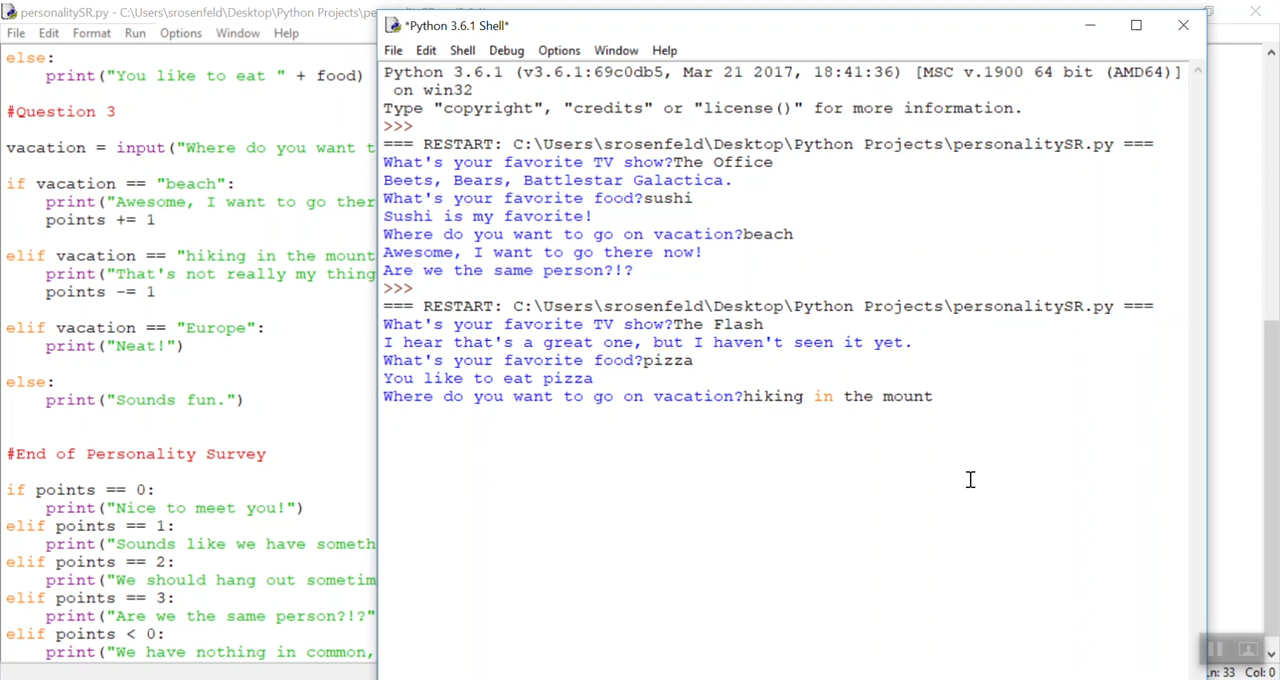 personalitySR.py - C:\Users\srosenfeld\Desktop\Python Projects\pe
File Edit Format Run Options Window Help
else:
    print("You like to eat " + food)
#Question 3
vacation = input("Where do you want t
if vacation == "beach":
    print("Awesome, I want to go ther
    points += 1
elif vacation == "hiking in the mount
    print("That's not really my thing
    points -= 1
elif vacation == "Europe":
    print("Neat!")
else:
    print("Sounds fun.")
#End of Personality Survey
if points == 0:
    print("Nice to meet you!")
elif points == 1:
    print("Sounds like we have someth
elif points == 2:
    print("We should hang out sometim
elif points == 3:
    print("Are we the same person?!?"
elif points < 0:
    print("We have nothing in common,
*Python 3.6.1 Shell*
File Edit Shell Debug Options Window Help
Python 3.6.1 (v3.6.1:69c0db5, Mar 21 2017, 18:41:36) [MSC v.1900 64 bit (AMD64)]
 on win32
Type "copyright", "credits" or "license()" for more information.
>>>
=== RESTART: C:\Users\srosenfeld\Desktop\Python Projects\personalitySR.py ===
What's your favorite TV show?The Office
Beets, Bears, Battlestar Galactica.
What's your favorite food?sushi
Sushi is my favorite!
Where do you want to go on vacation?beach
Awesome, I want to go there now!
Are we the same person?!?
>>>
=== RESTART: C:\Users\srosenfeld\Desktop\Python Projects\personalitySR.py ===
What's your favorite TV show?The Flash
I hear that's a great one, but I haven't seen it yet.
What's your favorite food?pizza
You like to eat pizza
Where do you want to go on vacation?hiking in the mount
Ln: 33 Col: 0